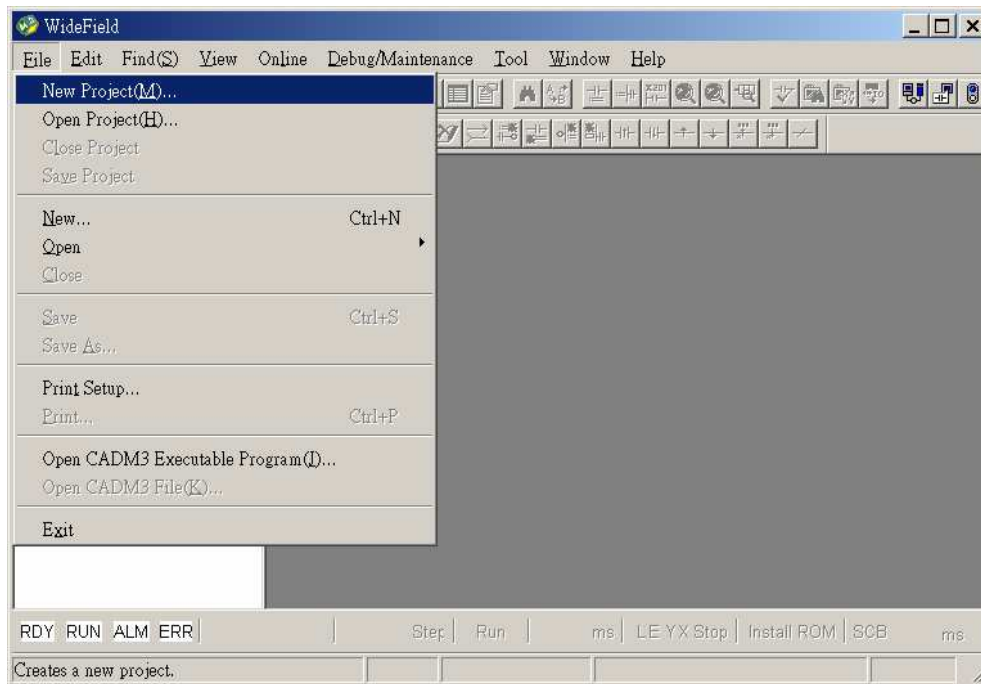 WideField
File Edit Find(S) View Online Debug/Maintenance Tool Window Help
New Project(M)...
Open Project(H)...
Close Project
Save Project
New... Ctrl+N
Open
Close
Save Ctrl+S
Save As...
Print Setup...
Print... Ctrl+P
Open CADM3 Executable Program(I)...
Open CADM3 File(K)...
Exit
RDY RUN ALM ERR Step Run ms LE YX Stop Install ROM SCB ms
Creates a new project.